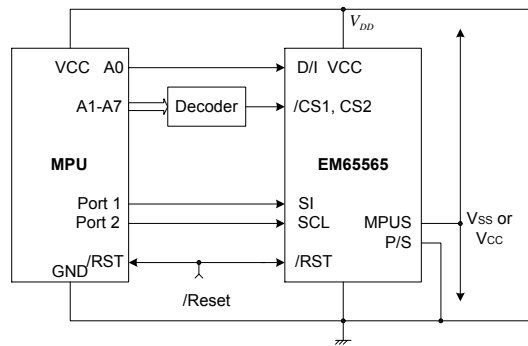 V_DD
VCC A0
D/I VCC
A1-A7
Decoder
/CS1, CS2
MPU
EM65565
Port 1
SI
Port 2
SCL
MPUS
P/S
VSS or
VCC
/RST
/RST
GND
/Reset